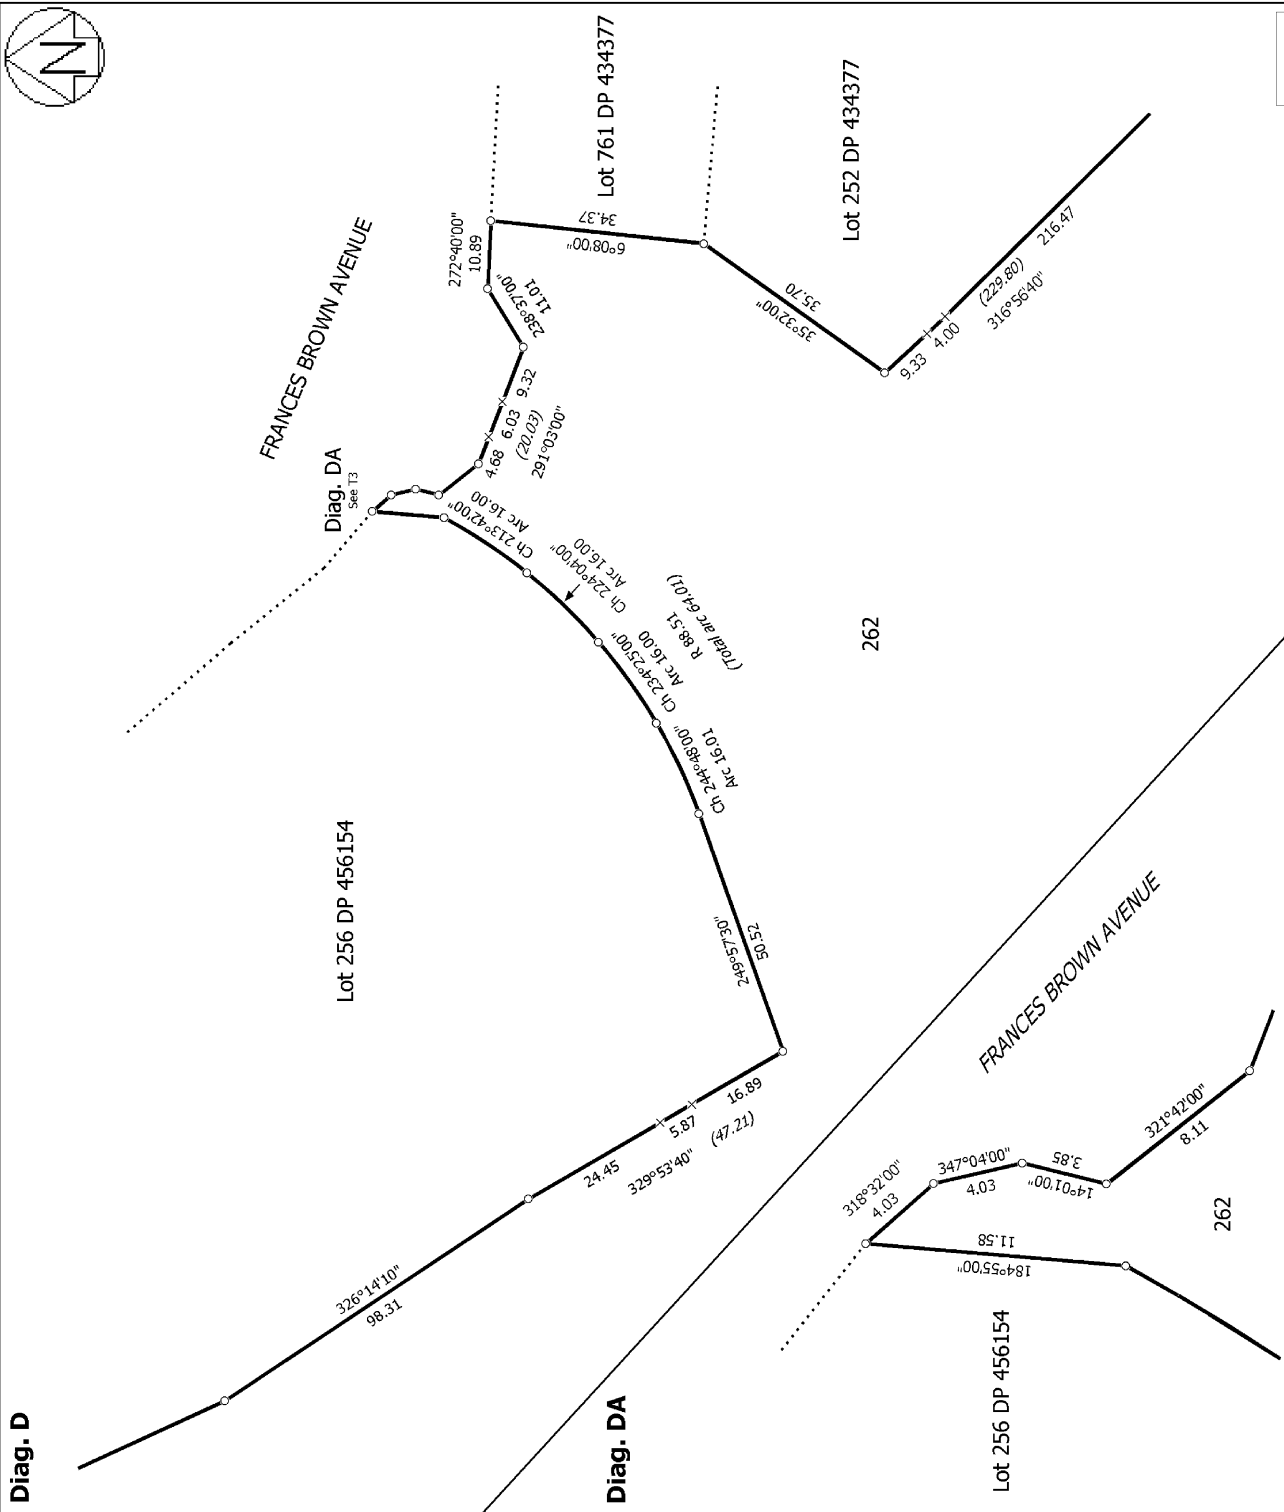 Diag. D
N
FRANCES BROWN AVENUE
Lot 761 DP 434377
Lot 252 DP 434377
272°40'00"
10.89
34.37
6°08'00"
238°37'00"
11.01
35.70
35°32'00"
9.33
4.00
(229.80)
316°56'40"
216.47
9.32
6.03
4.68
(20.03)
291°03'00"
Diag. DA
See T3
Ch 213°42'00"
Arc 16.00
Ch 224°04'00"
Arc 16.00
Ch 234°25'00"
Arc 16.00
R 88.51
(Total arc 64.01)
Ch 244°48'00"
Arc 16.01
262
Lot 256 DP 456154
249°57'30"
50.52
16.89
5.87
(47.21)
24.45
329°53'40"
326°14'10"
98.31
Diag. DA
FRANCES BROWN AVENUE
318°32'00"
4.03
347°04'00"
4.03
3.85
14°01'00"
321°42'00"
8.11
11.58
184°55'00"
262
Lot 256 DP 456154